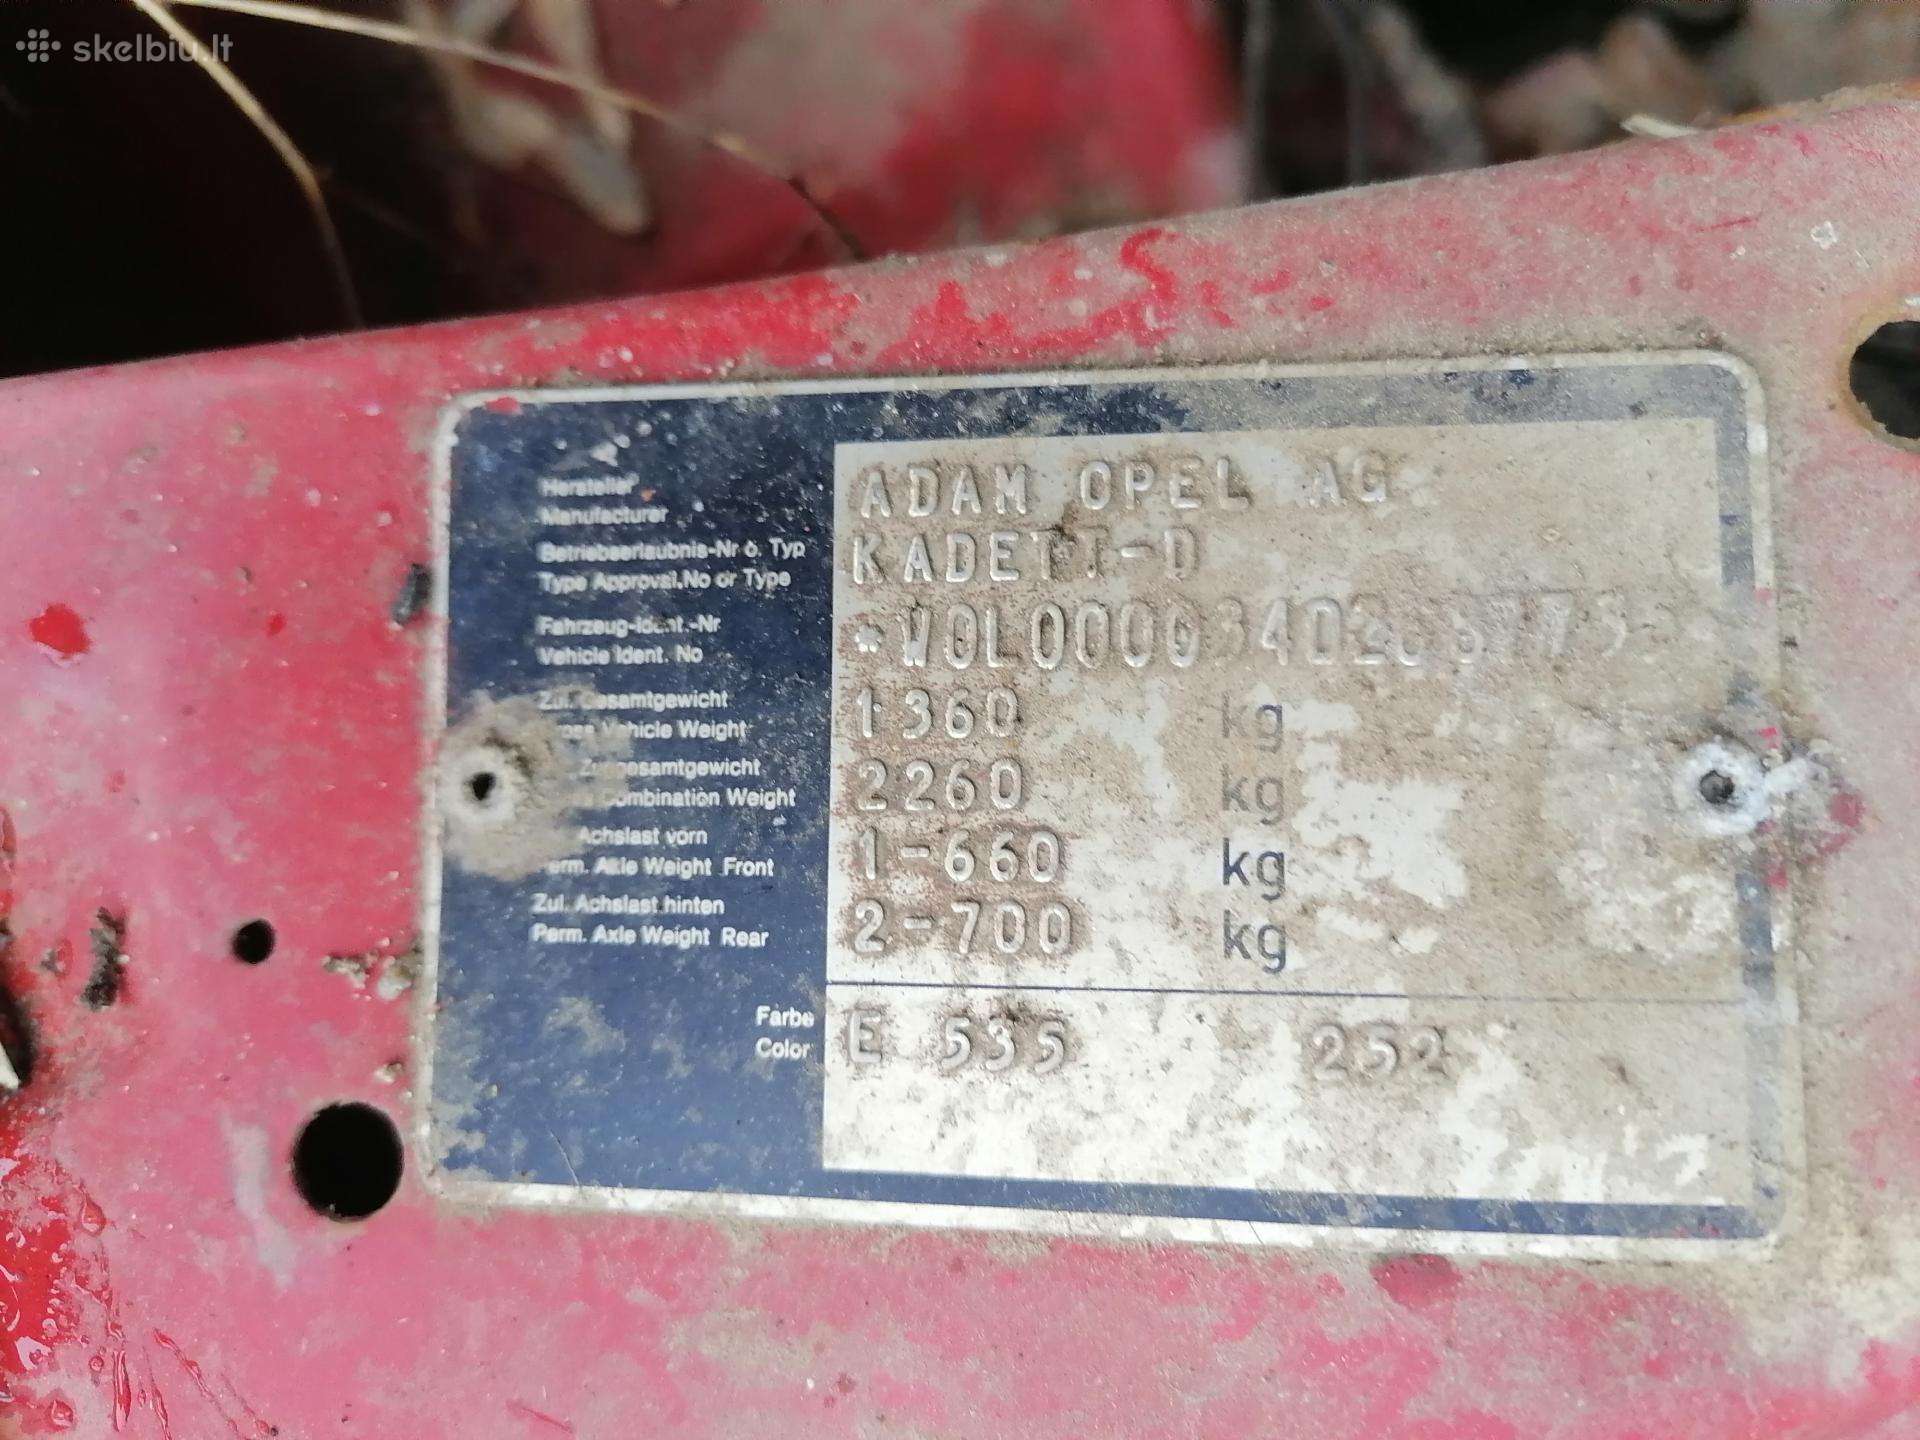 skelbiu.lt
Hersteller ADAM OPEL AG
Manufacturer
Betriebserlaubnis-Nr o. Typ KADETT-D
Type Approval.No or Type
Fahrzeug-Ident.-Nr
Vehicle Ident. No
Zul. Gesamtgewicht 1360 kg
Vehicle Weight
2260 kg
Combination Weight
Achslast vorn 1-660 kg
Perm. Axle Weight Front
Zul. Achslast hinten 2-700 kg
Perm. Axle Weight Rear
Farbe E 535 252
Color